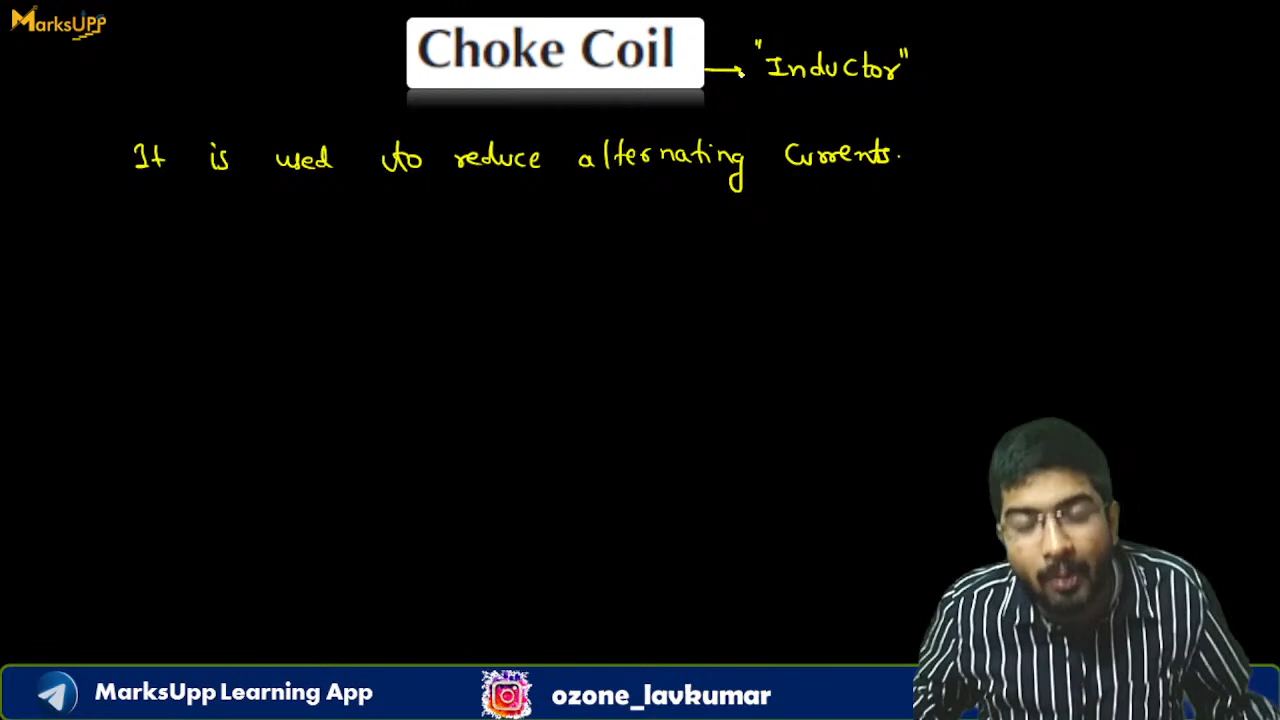 MarksUPP
Choke Coil → "Inductor"
It is used to reduce alternating currents.
MarksUpp Learning App
ozone_lavkumar